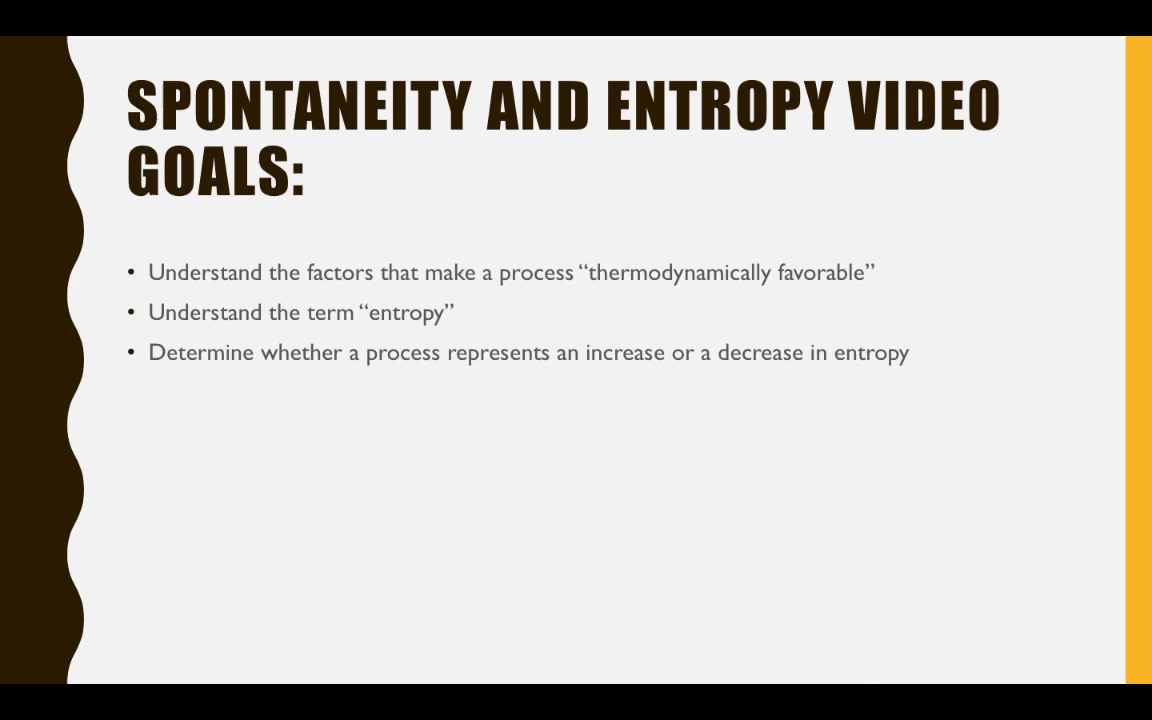 SPONTANEITY AND ENTROPY VIDEO
GOALS:
• Understand the factors that make a process “thermodynamically favorable”
• Understand the term “entropy”
• Determine whether a process represents an increase or a decrease in entropy